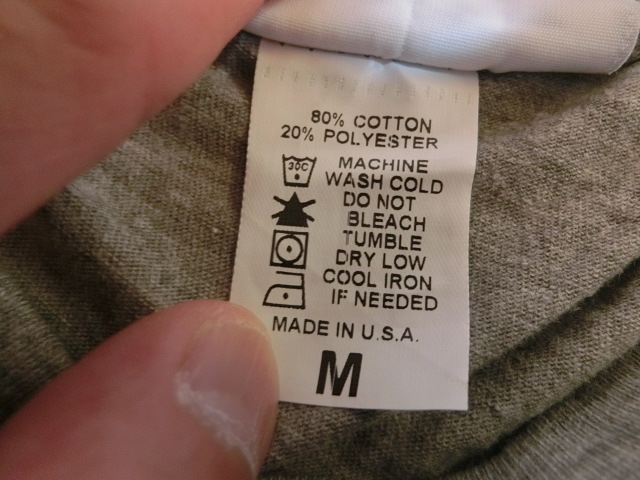 80% COTTON
20% POLYESTER
30C
MACHINE
WASH COLD
DO NOT
BLEACH
TUMBLE
DRY LOW
COOL IRON
IF NEEDED
MADE IN U.S.A.
M